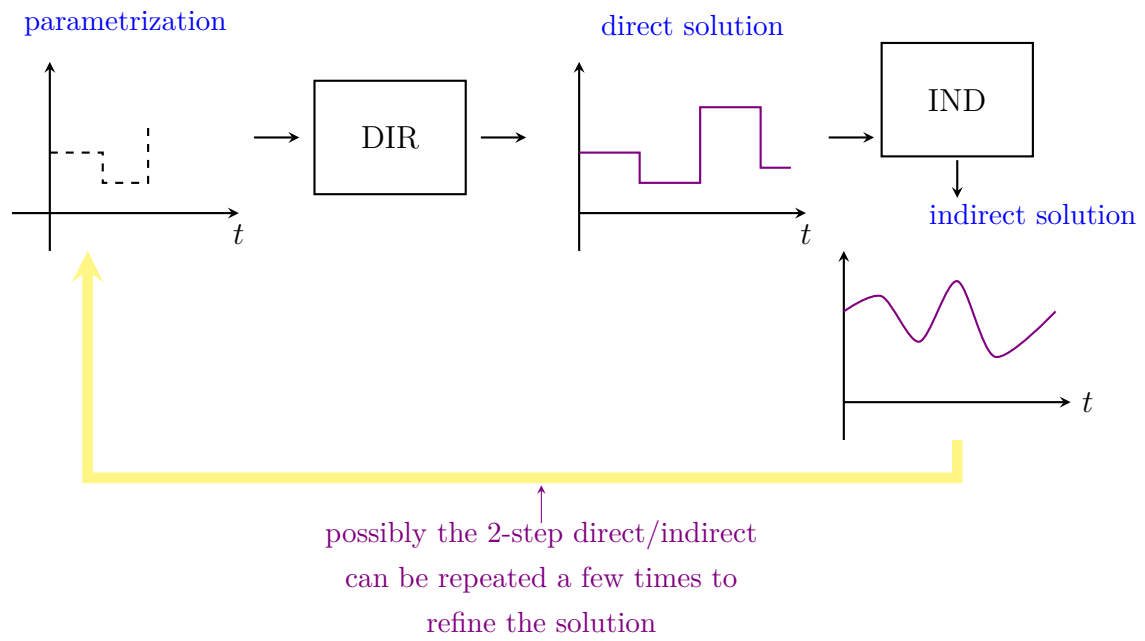 parametrization
direct solution
DIR
IND
t
t
indirect solution
t
possibly the 2-step direct/indirect
can be repeated a few times to
refine the solution